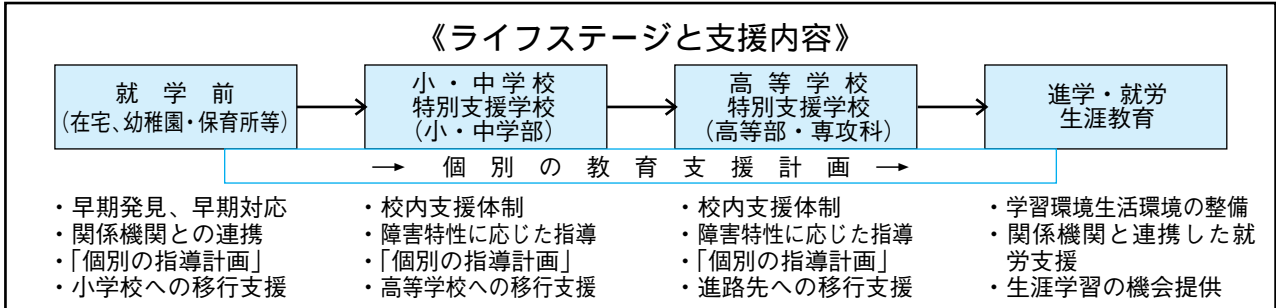 《ライフステージと支援内容》
就学前
(在宅、幼稚園・保育所等)
小・中学校
特別支援学校
(小・中学部)
高等学校
特別支援学校
(高等部・専攻科)
進学・就労
生涯教育
→ 個別の教育支援計画 →
・早期発見、早期対応
・関係機関との連携
・「個別の指導計画」
・小学校への移行支援
・校内支援体制
・障害特性に応じた指導
・「個別の指導計画」
・高等学校への移行支援
・校内支援体制
・障害特性に応じた指導
・「個別の指導計画」
・進路先への移行支援
・学習環境生活環境の整備
・関係機関と連携した就
労支援
・生涯学習の機会提供